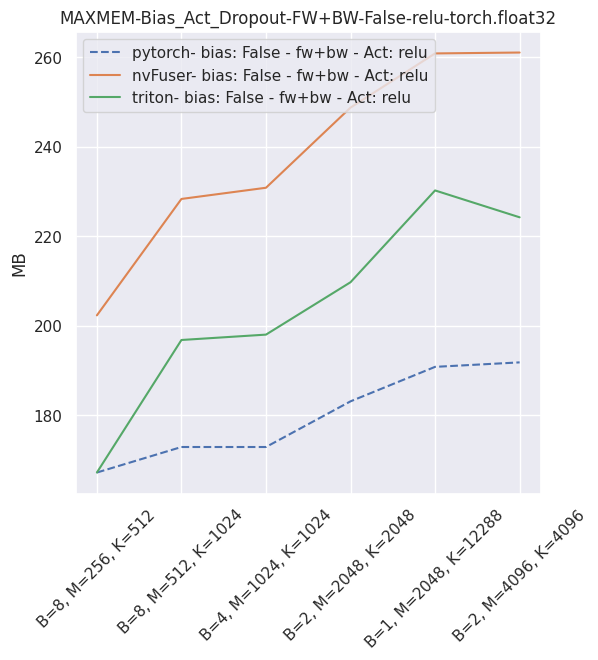 MAXMEM-Bias_Act_Dropout-FW+BW-False-relu-torch.float32
pytorch- bias: False - fw+bw - Act: relu
nvFuser- bias: False - fw+bw - Act: relu
triton- bias: False - fw+bw - Act: relu
260
240
220
200
180
MB
B=8, M=256, K=512
B=8, M=512, K=1024
B=4, M=1024, K=1024
B=2, M=2048, K=2048
B=1, M=2048, K=12288
B=2, M=4096, K=4096